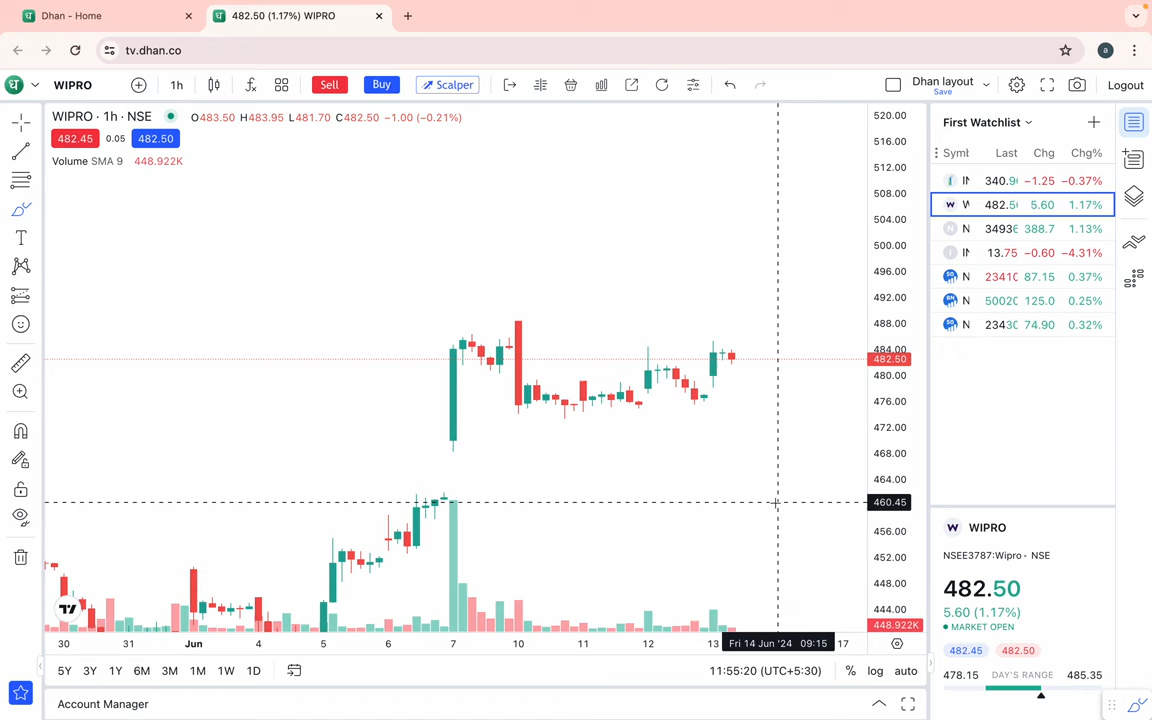 Dhan - Home
482.50 (1.17%) WIPRO
tv.dhan.co
a
WIPRO
1h
Sell
Buy
Scalper
Dhan layout
Save
Logout
WIPRO · 1h · NSE
O483.50 H483.95 L481.70 C482.50 −1.00 (−0.21%)
482.45 0.05 482.50
Volume SMA 9 448.922K
520.00
516.00
512.00
508.00
504.00
500.00
496.00
492.00
488.00
484.00
482.50
480.00
476.00
472.00
468.00
464.00
460.45
456.00
452.00
448.00
444.00
448.922K
30 31 Jun 4 5 6 7 10 11 12 13 Fri 14 Jun '24 09:15 17
5Y 3Y 1Y 6M 3M 1M 1W 1D
11:55:20 (UTC+5:30) % log auto
Account Manager
First Watchlist
Symb Last Chg Chg%
−1.25 −0.37%
W 482.5 5.60 1.17%
N 3493 388.7 1.13%
13.75 −0.60 −4.31%
N 2341 87.15 0.37%
N 5002 125.0 0.25%
N 2343 74.90 0.32%
W WIPRO
NSEE3787:Wipro • NSE
482.50
5.60 (1.17%)
MARKET OPEN
482.45 482.50
478.15 DAY'S RANGE 485.35